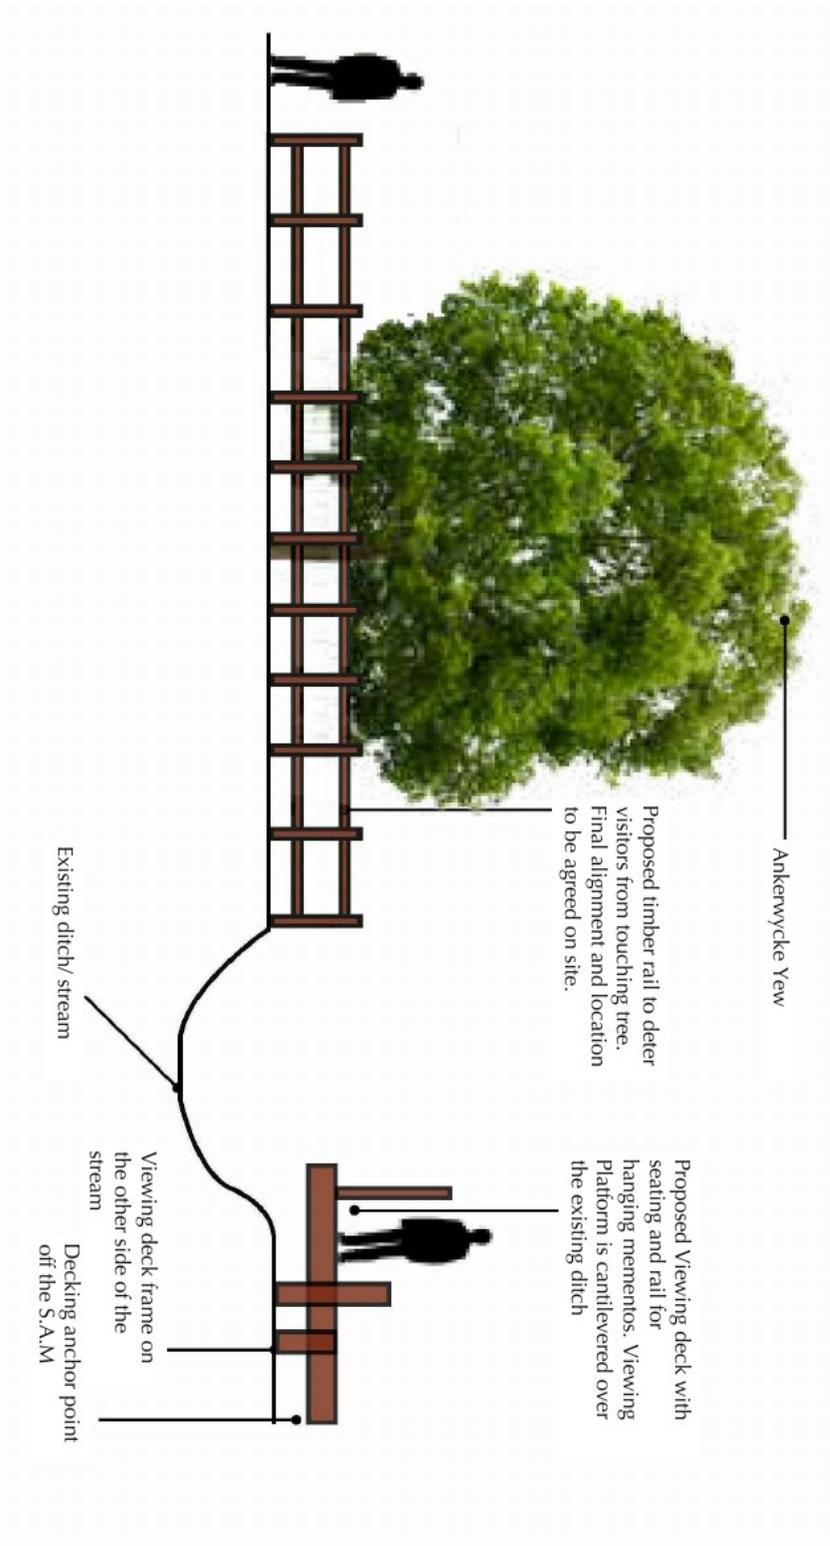 Ankerwycke Yew
Proposed timber rail to deter
visitors from touching tree.
Final alignment and location
to be agreed on site.
Proposed Viewing deck with
seating and rail for
hanging mementos. Viewing
Platform is cantilevered over
the existing ditch
Existing ditch/ stream
Viewing deck frame on
the other side of the
stream
Decking anchor point
off the S.A.M